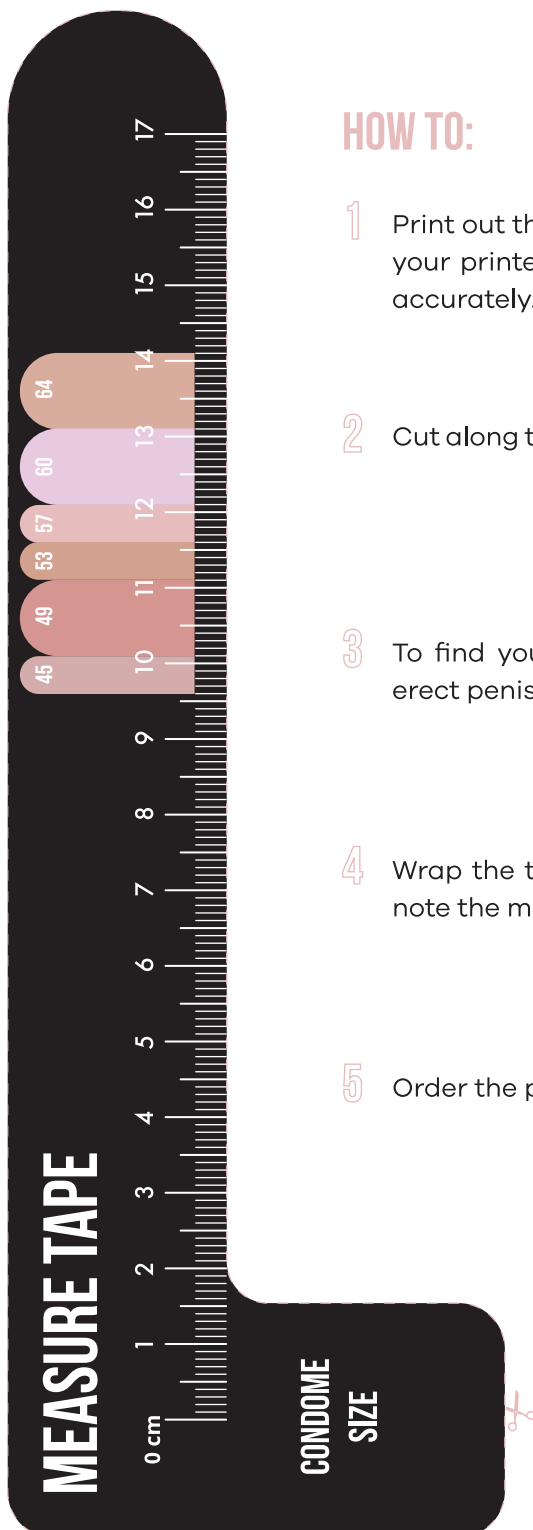 MEASURE TAPE
0 cm
1
2
3
4
5
6
7
8
9
10
11
12
13
14
15
16
17
45
49
53
57
60
64
CONDOME
SIZE
HOW TO:
1 Print out th
your printe
accurately.
2 Cut along t
3 To find you
erect penis
4 Wrap the t
note the m
5 Order the p